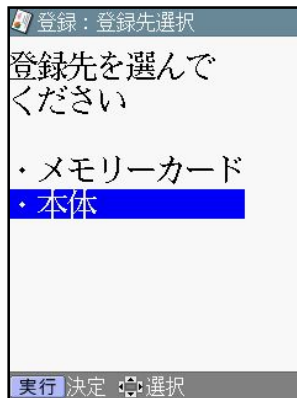 登録：登録先選択
登録先を選んで
ください
・メモリーカード
・本体
実行 決定 選択